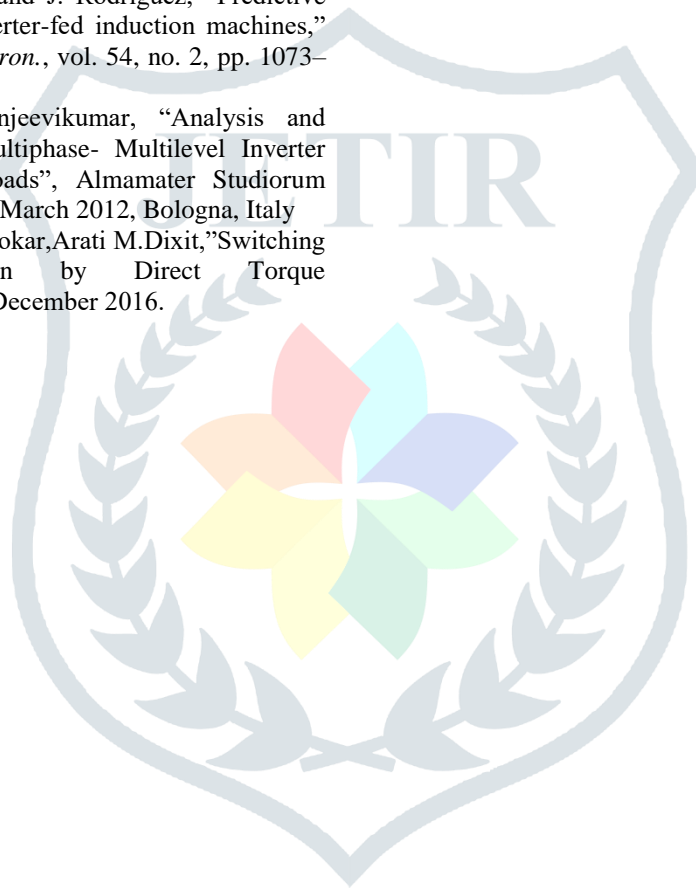 and J. Rodriguez, “Predictive
erter-fed induction machines,”
ron., vol. 54, no. 2, pp. 1073–
njeevikumar, “Analysis and
ultiphase- Multilevel Inverter
oads”, Almamater Studiorum
March 2012, Bologna, Italy
okar,Arati M.Dixit,”Switching
n by Direct Torque
December 2016.
JETIR